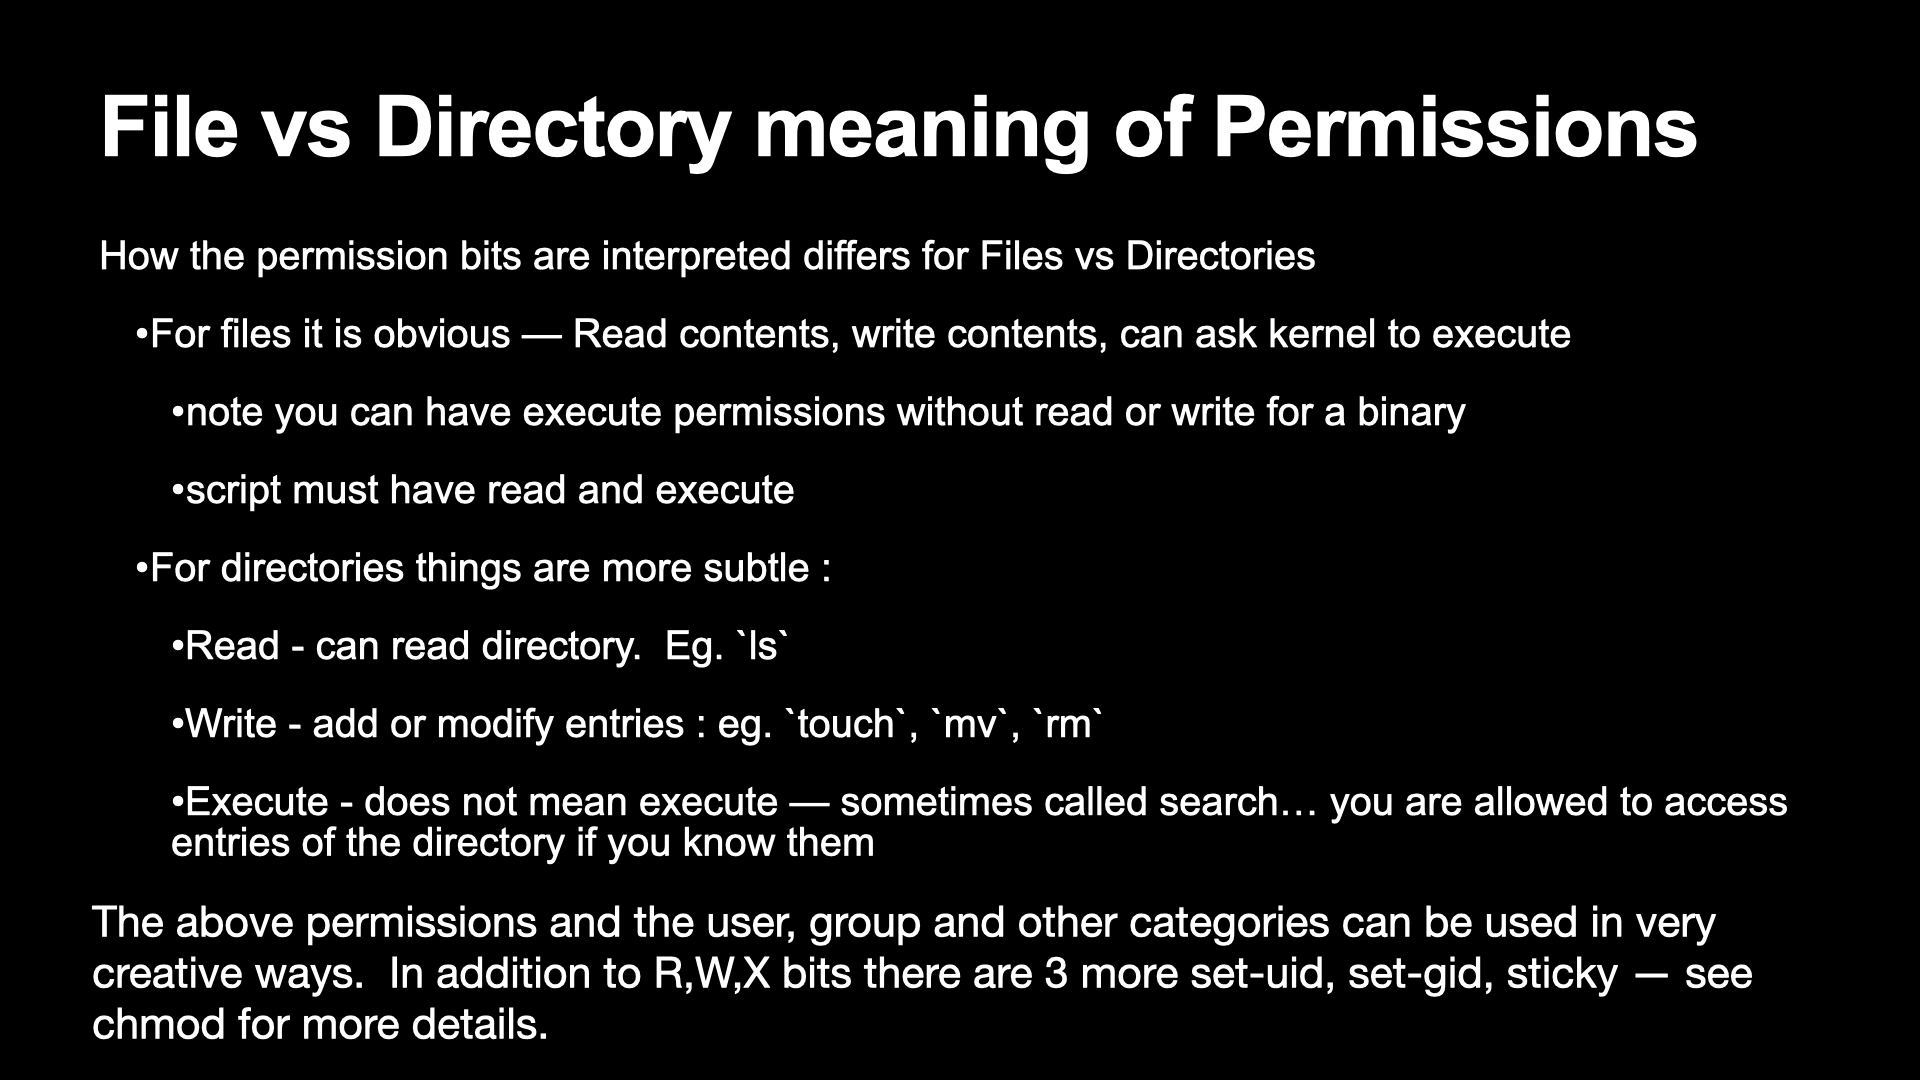 File vs Directory meaning of Permissions
How the permission bits are interpreted differs for Files vs Directories
•For files it is obvious — Read contents, write contents, can ask kernel to execute
•note you can have execute permissions without read or write for a binary
•script must have read and execute
•For directories things are more subtle :
•Read - can read directory.  Eg. `ls`
•Write - add or modify entries : eg. `touch`, `mv`, `rm`
•Execute - does not mean execute — sometimes called search… you are allowed to access
entries of the directory if you know them
The above permissions and the user, group and other categories can be used in very
creative ways.  In addition to R,W,X bits there are 3 more set-uid, set-gid, sticky — see
chmod for more details.